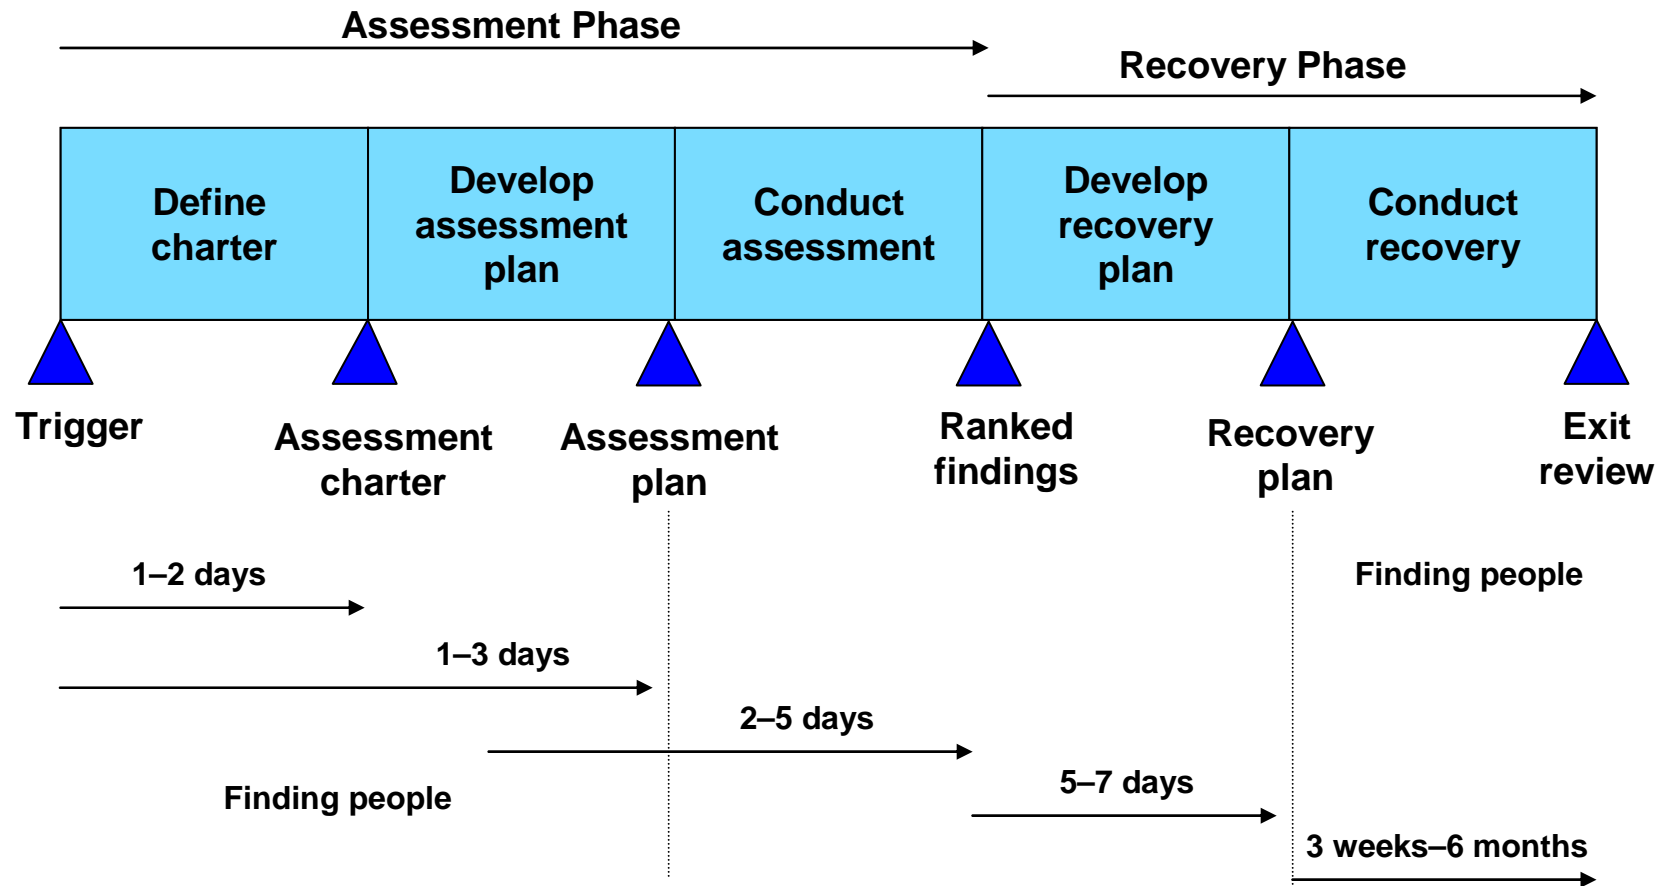 Assessment Phase
Recovery Phase
Define
charter
Develop
assessment
plan
Conduct
assessment
Develop
recovery
plan
Conduct
recovery
Trigger
Assessment
charter
Assessment
plan
Ranked
findings
Recovery
plan
Exit
review
1–2 days
Finding people
1–3 days
2–5 days
Finding people
5–7 days
3 weeks–6 months